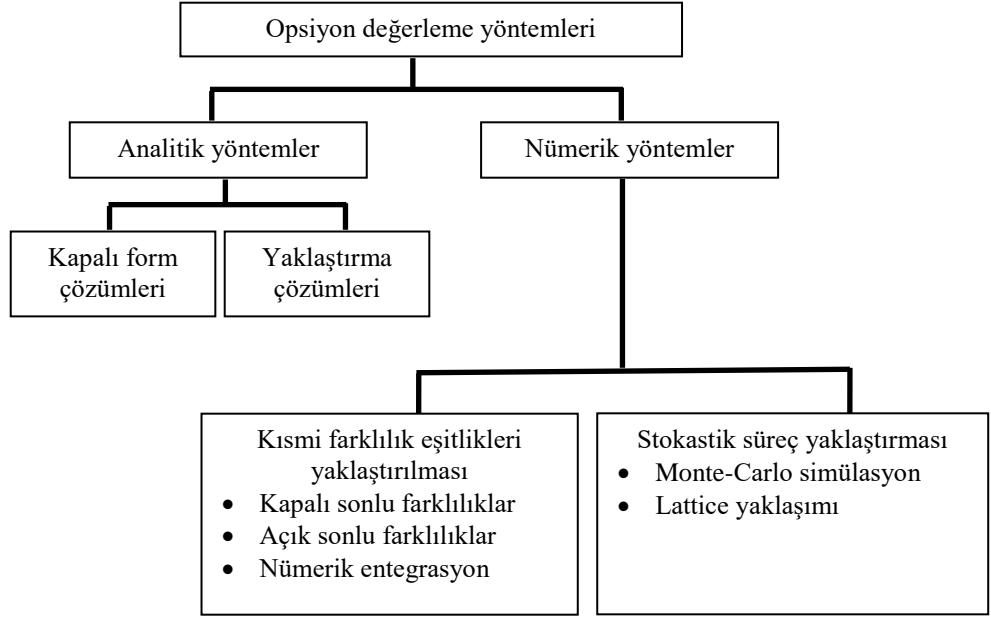 Opsiyon değerleme yöntemleri
Analitik yöntemler
Nümerik yöntemler
Kapalı form
çözümleri
Yaklaştırma
çözümleri
Kısmi farklılık eşitlikleri
yaklaştırılması
• Kapalı sonlu farklılıklar
• Açık sonlu farklılıklar
• Nümerik entegrasyon
Stokastik süreç yaklaştırması
• Monte-Carlo simülasyon
• Lattice yaklaşımı